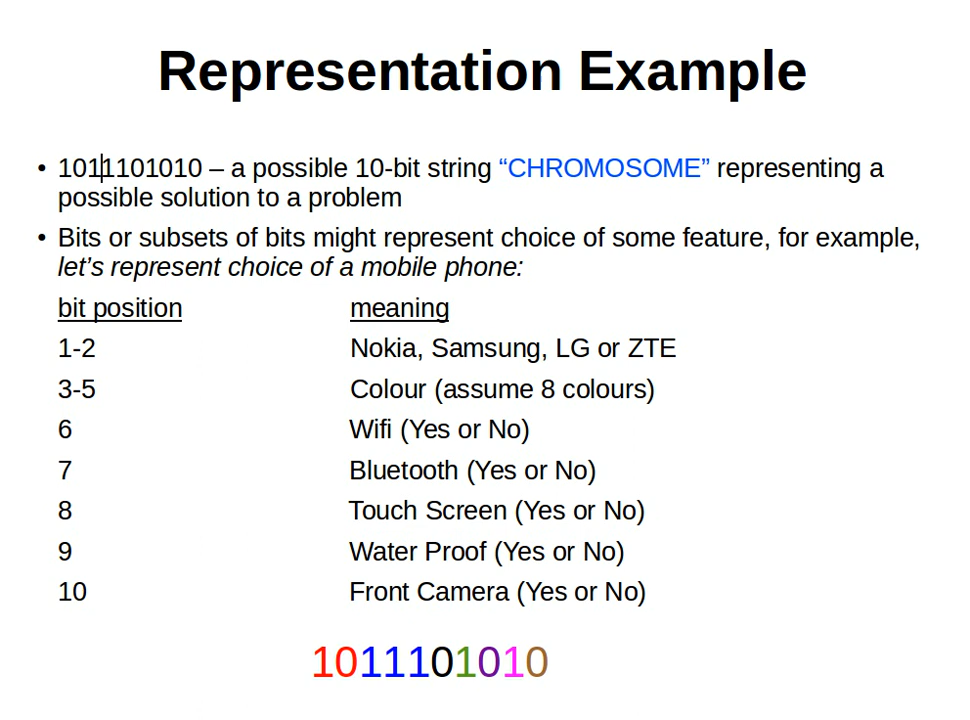 Representation Example
• 1011101010 – a possible 10-bit string “CHROMOSOME” representing a
possible solution to a problem
• Bits or subsets of bits might represent choice of some feature, for example,
let’s represent choice of a mobile phone:
bit position meaning
1-2 Nokia, Samsung, LG or ZTE
3-5 Colour (assume 8 colours)
6 Wifi (Yes or No)
7 Bluetooth (Yes or No)
8 Touch Screen (Yes or No)
9 Water Proof (Yes or No)
10 Front Camera (Yes or No)
1011101010